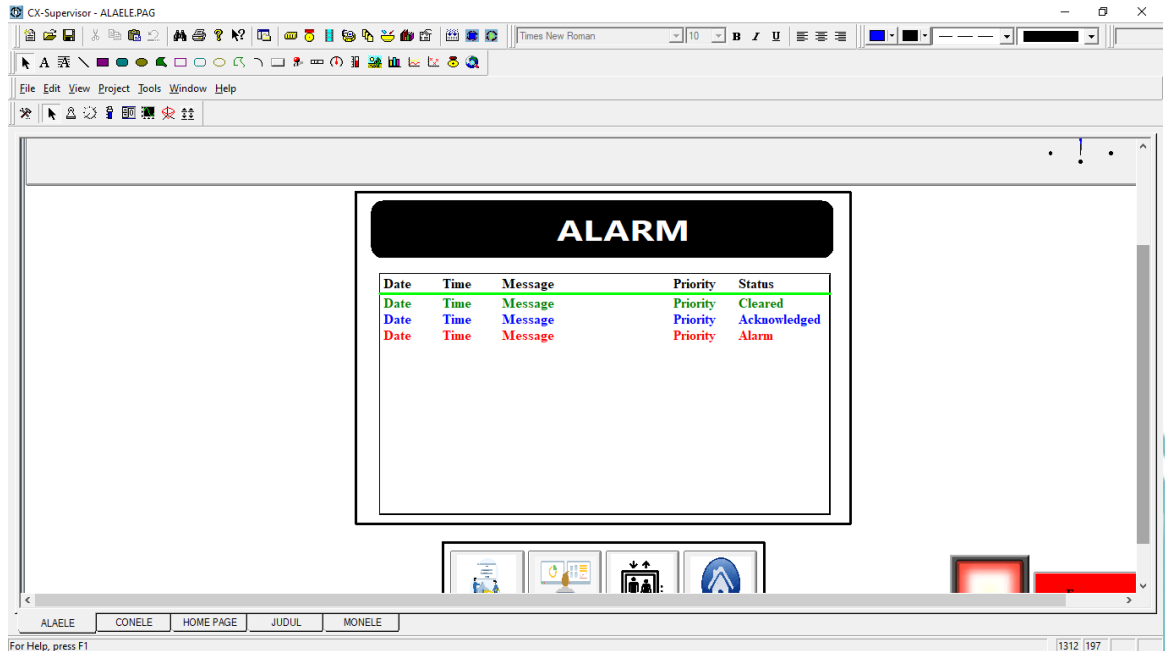 CX-Supervisor - ALAELE.PAG
Times New Roman 10 B I U
A
File Edit View Project Tools Window Help
ALARM
Date Time Message Priority Status
Date Time Message Priority Cleared
Date Time Message Priority Acknowledged
Date Time Message Priority Alarm
ALAELE CONELE HOME PAGE JUDUL MONELE
For Help, press F1 1312 197